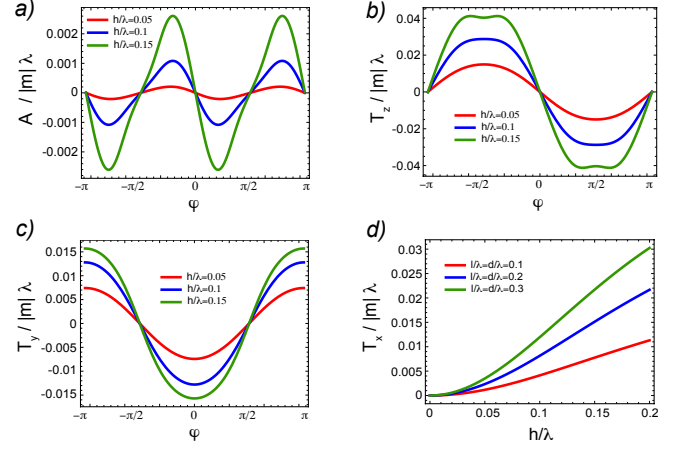 a)
A / |m| λ
h/λ=0.05
h/λ=0.1
h/λ=0.15
0.002
0.001
0
-0.001
-0.002
−π
−π/2
0
π/2
π
φ
b)
T_z / |m| λ
0.04
0.02
0
-0.02
-0.04
h/λ=0.05
h/λ=0.1
h/λ=0.15
−π
−π/2
0
π/2
π
φ
c)
T_y / |m| λ
0.015
0.01
0.005
0
-0.005
-0.01
-0.015
h/λ=0.05
h/λ=0.1
h/λ=0.15
−π
−π/2
0
π/2
π
φ
d)
T_x / |m| λ
0.03
0.025
0.02
0.015
0.01
0.005
0
l/λ=d/λ=0.1
l/λ=d/λ=0.2
l/λ=d/λ=0.3
0
0.05
0.1
0.15
0.2
h/λ